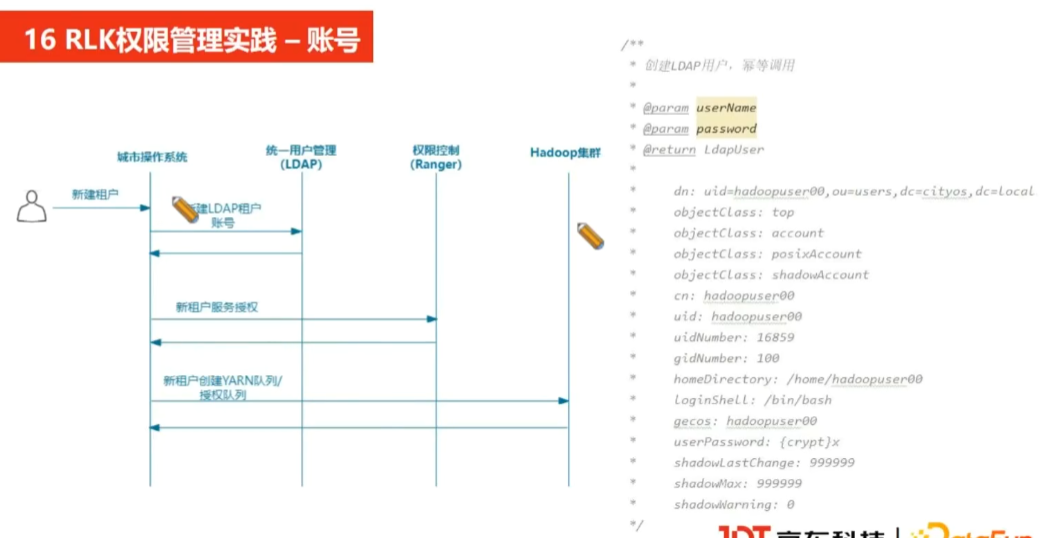 16 RLK权限管理实践 – 账号
城市操作系统
统一用户管理
(LDAP)
权限控制
(Ranger)
Hadoop集群
新建租户
建LDAP租户
账号
新租户服务授权
新租户创建YARN队列/
授权队列
/**
* 创建LDAP用户，幂等调用
*
* @param userName
* @param password
* @return LdapUser
*
* dn: uid=hadoopuser00,ou=users,dc=cityos,dc=local
* objectClass: top
* objectClass: account
* objectClass: posixAccount
* objectClass: shadowAccount
* cn: hadoopuser00
* uid: hadoopuser00
* uidNumber: 16859
* gidNumber: 100
* homeDirectory: /home/hadoopuser00
* loginShell: /bin/bash
* gecos: hadoopuser00
* userPassword: {crypt}x
* shadowLastChange: 999999
* shadowMax: 999999
* shadowWarning: 0
*/
JDT 京东科技 | DataFun